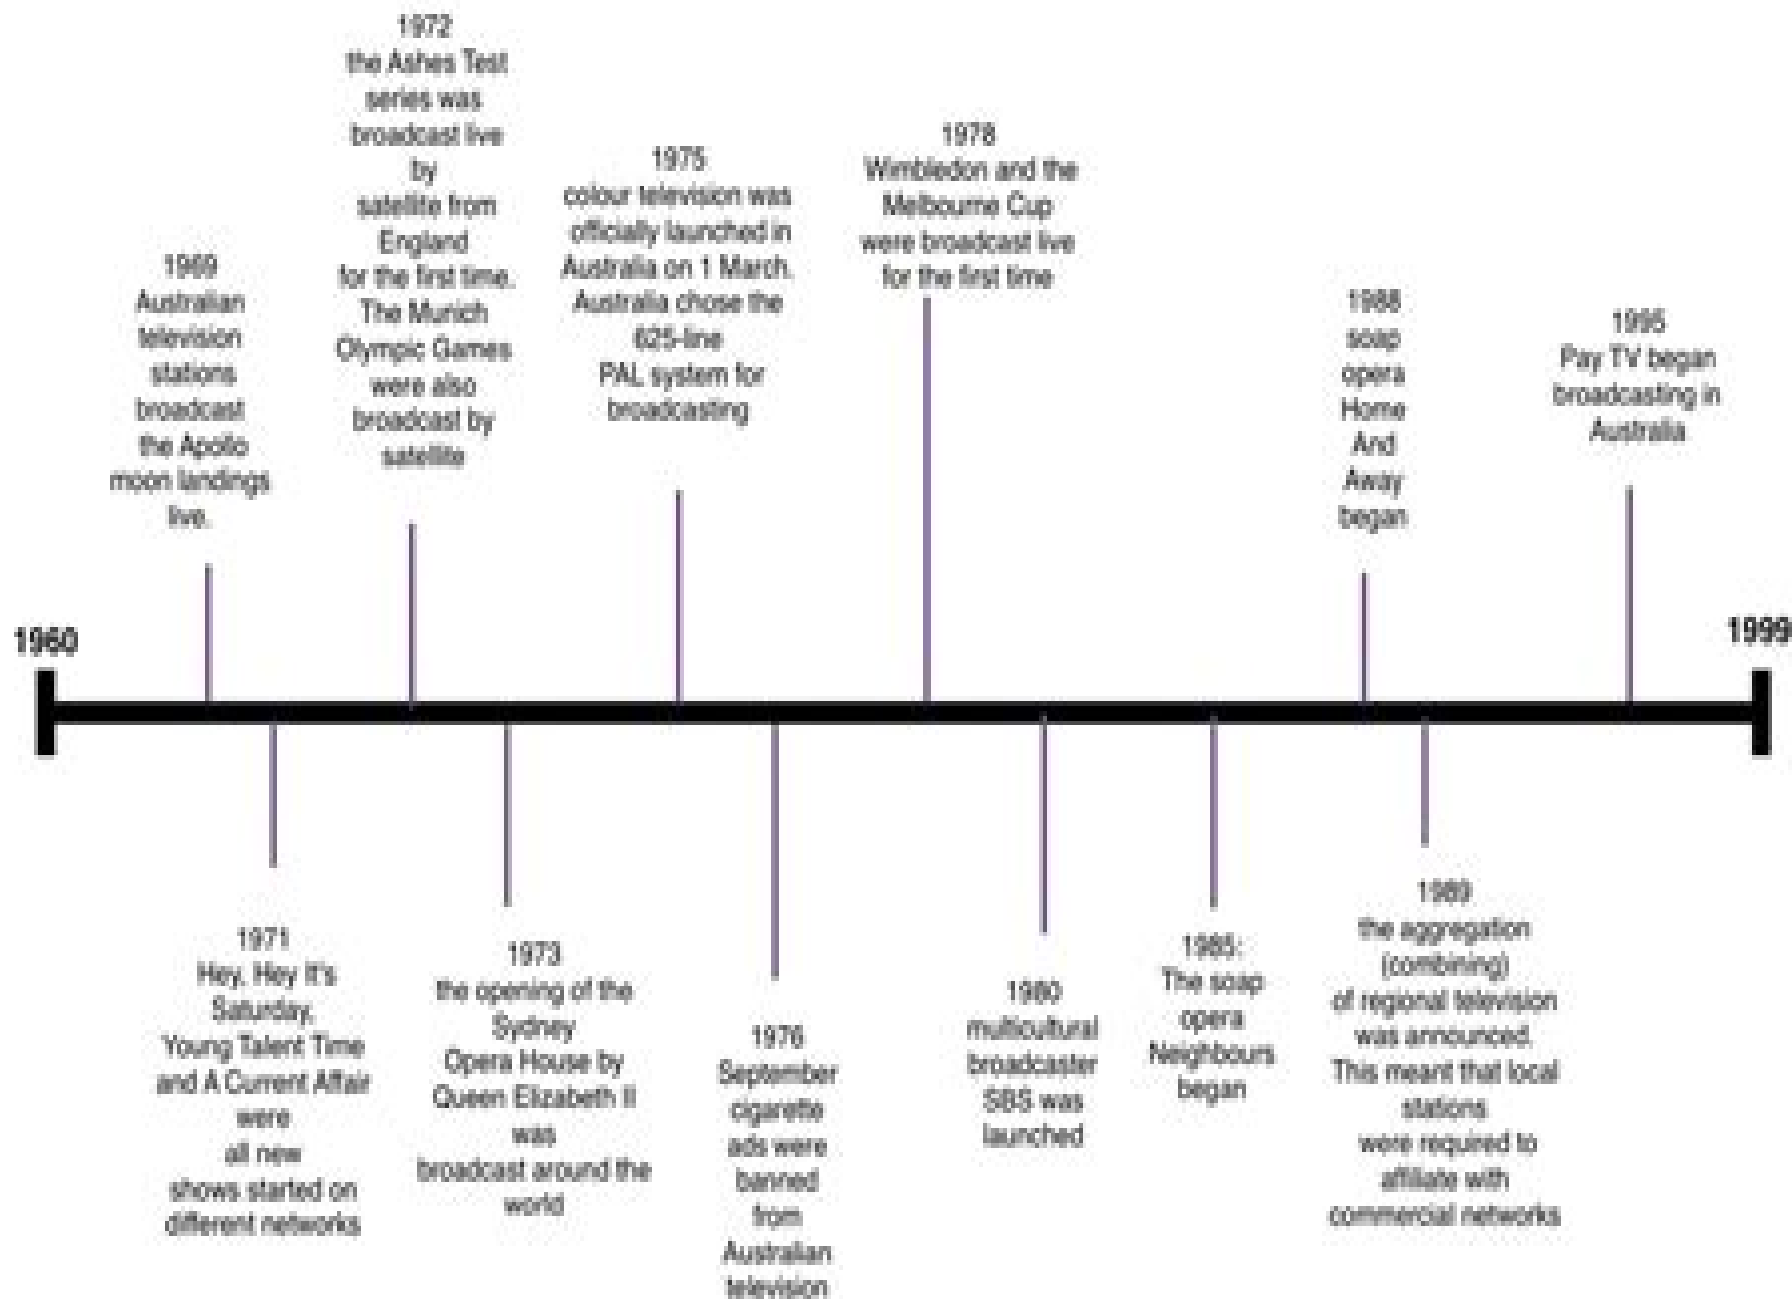 1972
the Ashes Test
series was
broadcast live
by
satellite from
England
for the first time.
The Munich
Olympic Games
were also
broadcast by
satellite
1978
Wimbledon and the
Melbourne Cup
were broadcast live
for the first time
1975
colour television was
officially launched in
Australia on 1 March.
Australia chose the
625-line
PAL system for
broadcasting
1969
Australian
television
stations
broadcast
the Apollo
moon landings
live.
1988
soap
opera
Home
And
Away
began
1995
Pay TV began
broadcasting in
Australia
1960
1999
1971
Hey, Hey It's
Saturday,
Young Talent Time
and A Current Affair
were
all new
shows started on
different networks
1973
the opening of the
Sydney
Opera House by
Queen Elizabeth II
was
broadcast around the
world
1976
September
cigarette
ads were
banned
from
Australian
television
1980
multicultural
broadcaster
SBS was
launched
1985:
The soap
opera
Neighbours
began
1989
the aggregation
(combining)
of regional television
was announced.
This meant that local
stations
were required to
affiliate with
commercial networks